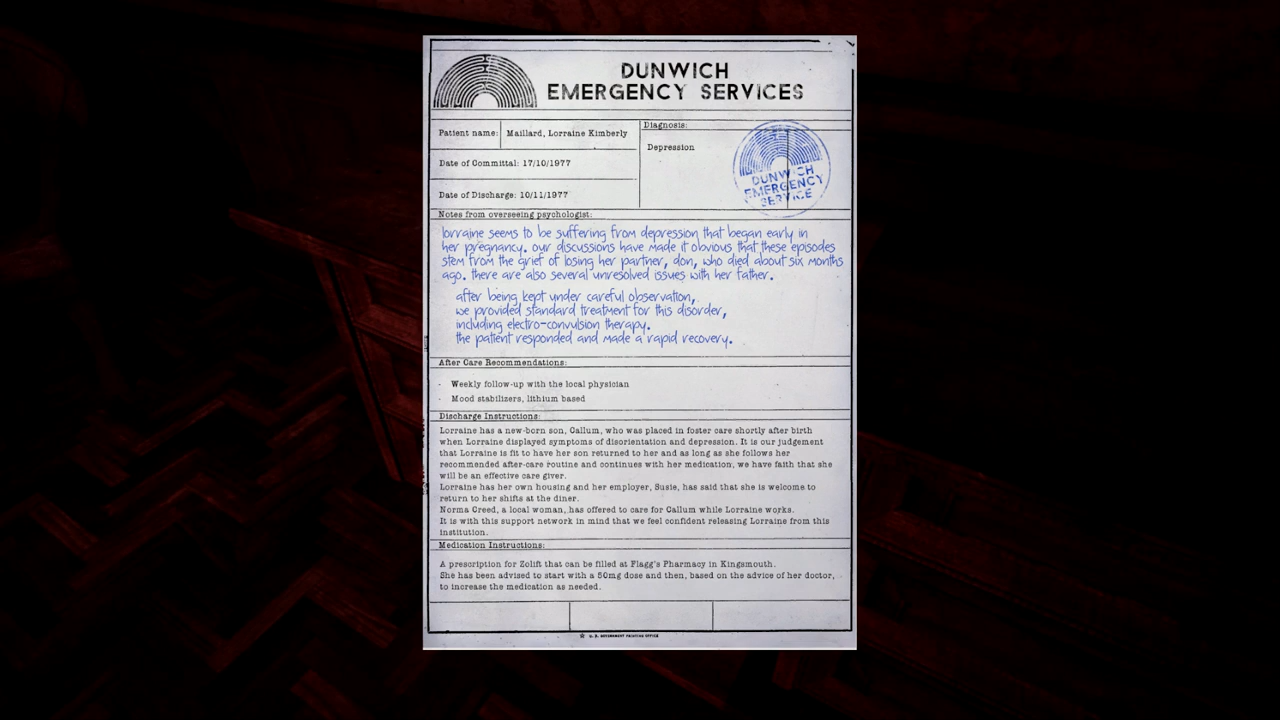 DUNWICH
EMERGENCY SERVICES
Patient name: Maillard, Lorraine Kimberly
Date of Committal: 17/10/1977
Date of Discharge: 10/11/1977
Diagnosis:
Depression
DUNWICH
EMERGENCY
SERVICE
Notes from overseeing psychologist:
lorraine seems to be suffering from depression that began early in
her pregnancy. our discussions have made it obvious that these episodes
stem from the grief of losing her partner, don, who died about six months
ago. there are also several unresolved issues with her father.
after being kept under careful observation,
we provided standard treatment for this disorder,
including electro-convulsion therapy.
the patient responded and made a rapid recovery.
After Care Recommendations:
- Weekly follow-up with the local physician
- Mood stabilizers, lithium based
Discharge Instructions:
Lorraine has a new-born son, Callum, who was placed in foster care shortly after birth
when Lorraine displayed symptoms of disorientation and depression. It is our judgement
that Lorraine is fit to have her son returned to her and as long as she follows her
recommended after-care routine and continues with her medication, we have faith that she
will be an effective care giver.
Lorraine has her own housing and her employer, Susie, has said that she is welcome to
return to her shifts at the diner.
Norma Creed, a local woman, has offered to care for Callum while Lorraine works.
It is with this support network in mind that we feel confident releasing Lorraine from this
institution.
Medication Instructions:
A prescription for Zolift that can be filled at Flagg's Pharmacy in Kingsmouth.
She has been advised to start with a 50mg dose and then, based on the advice of her doctor,
to increase the medication as needed.
☆ U. S. GOVERNMENT PRINTING OFFICE